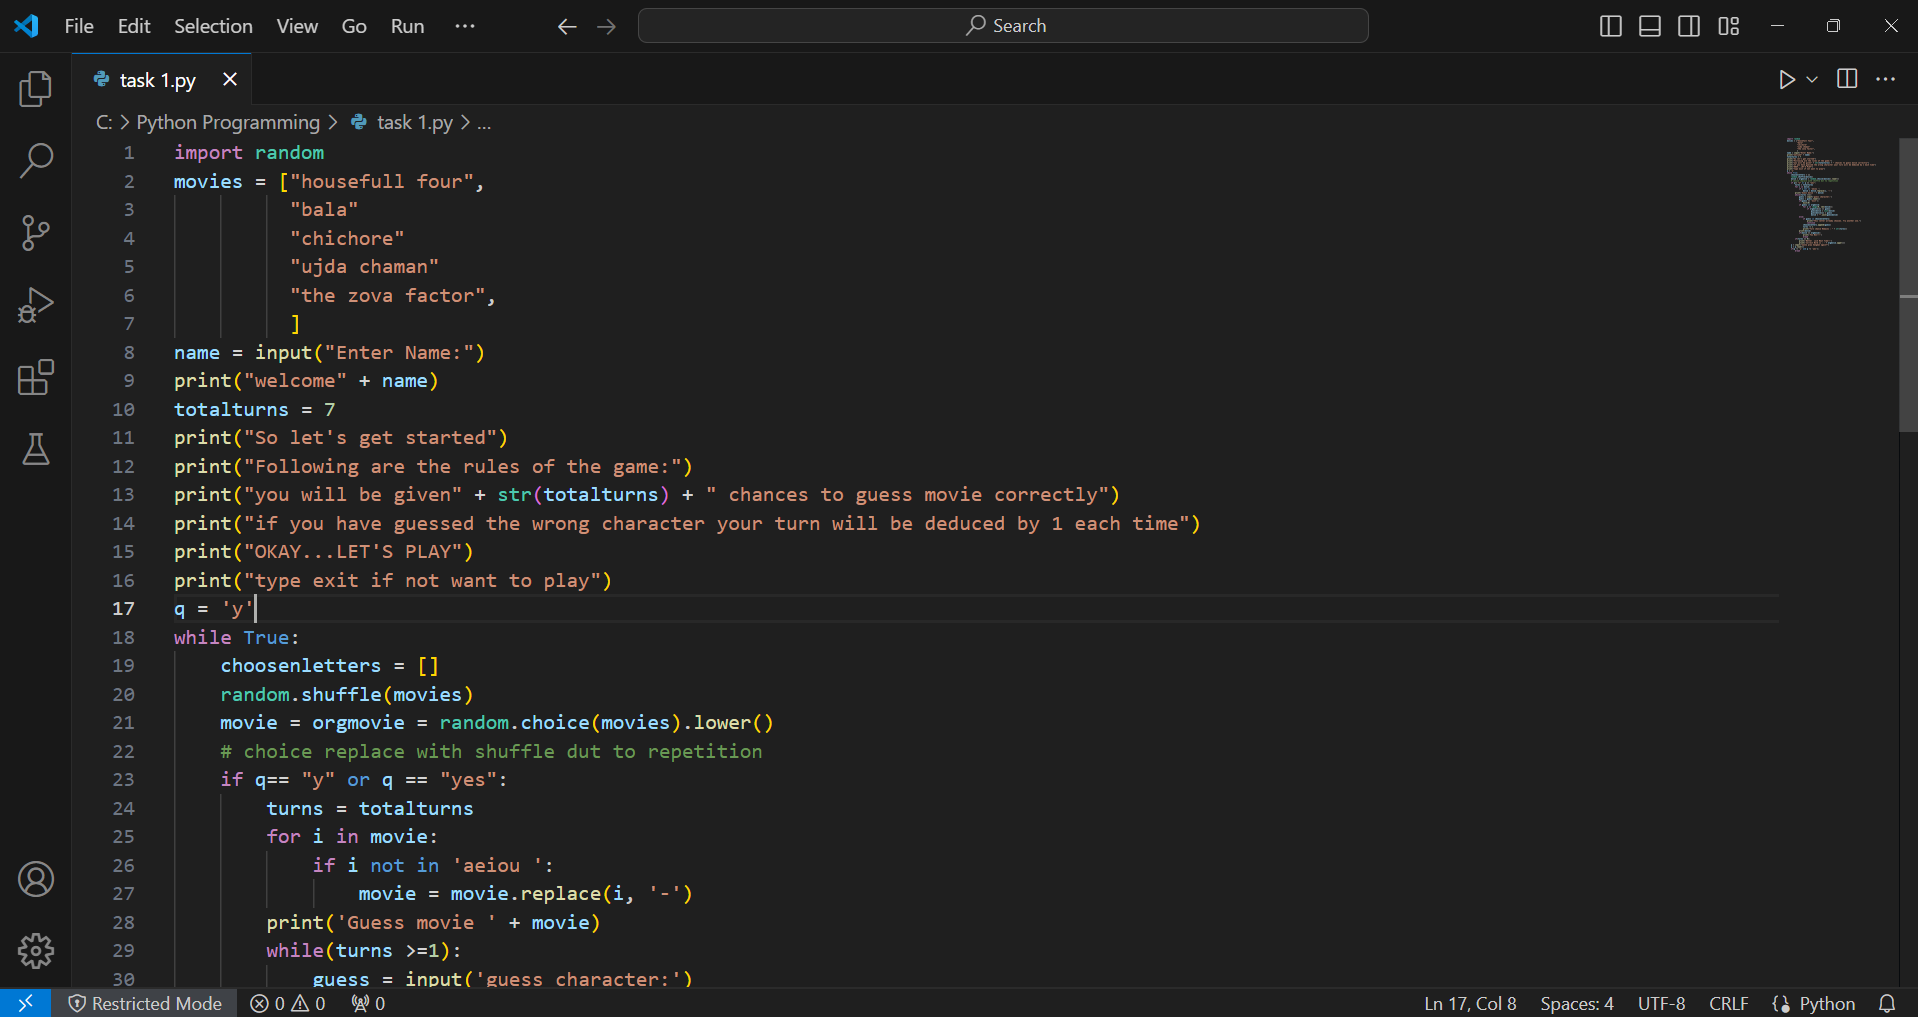 File Edit Selection View Go Run ···
Search
task 1.py
C: > Python Programming > task 1.py > ...
1 import random
2 movies = ["housefull four",
3 "bala"
4 "chichore"
5 "ujda chaman"
6 "the zova factor",
7 ]
8 name = input("Enter Name:")
9 print("welcome" + name)
10 totalturns = 7
11 print("So let's get started")
12 print("Following are the rules of the game:")
13 print("you will be given" + str(totalturns) + " chances to guess movie correctly")
14 print("if you have guessed the wrong character your turn will be deduced by 1 each time")
15 print("OKAY...LET'S PLAY")
16 print("type exit if not want to play")
17 q = 'y'
18 while True:
19 choosenletters = []
20 random.shuffle(movies)
21 movie = orgmovie = random.choice(movies).lower()
22 # choice replace with shuffle dut to repetition
23 if q== "y" or q == "yes":
24 turns = totalturns
25 for i in movie:
26 if i not in 'aeiou ':
27 movie = movie.replace(i, '-')
28 print('Guess movie ' + movie)
29 while(turns >=1):
30 guess = input('guess character:')
Restricted Mode 0 0 0 Ln 17, Col 8 Spaces: 4 UTF-8 CRLF Python